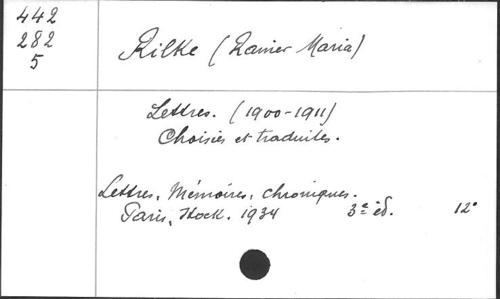 442
282
5
Rilke (Rainer Maria)
Lettres. (1900-1911)
Choisies et traduites.
Lettres, Mémoires, chroniques.
Paris, Stock. 1934 3e éd. 12°